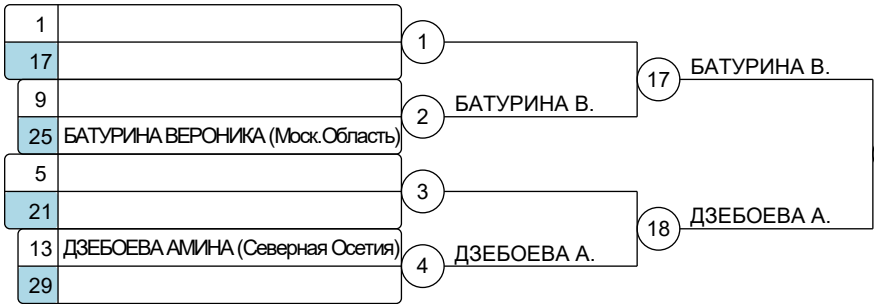 1
17
1
9
25 БАТУРИНА ВЕРОНИКА (Моск.Область)
2
БАТУРИНА В.
17
БАТУРИНА В.
5
21
3
13 ДЗЕБОЕВА АМИНА (Северная Осетия)
29
4
ДЗЕБОЕВА А.
18
ДЗЕБОЕВА А.